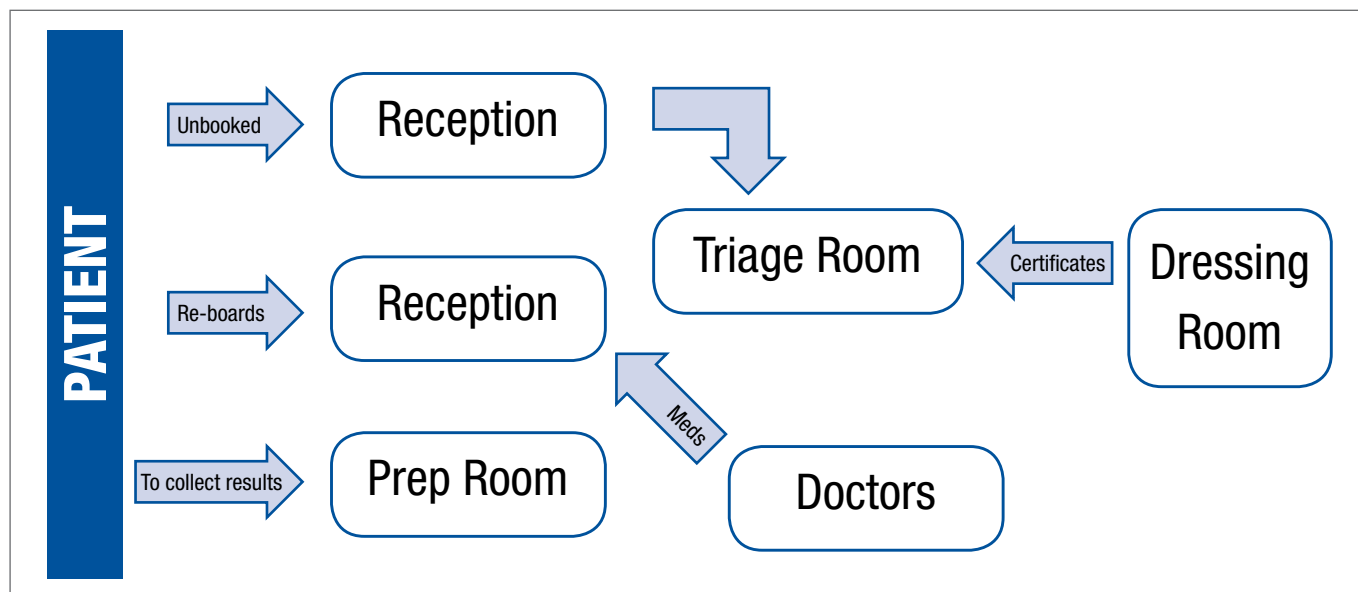 PATIENT
Unbooked
Reception
Triage Room
Certificates
Dressing
Room
Re-boards
Reception
Meds
To collect results
Prep Room
Doctors